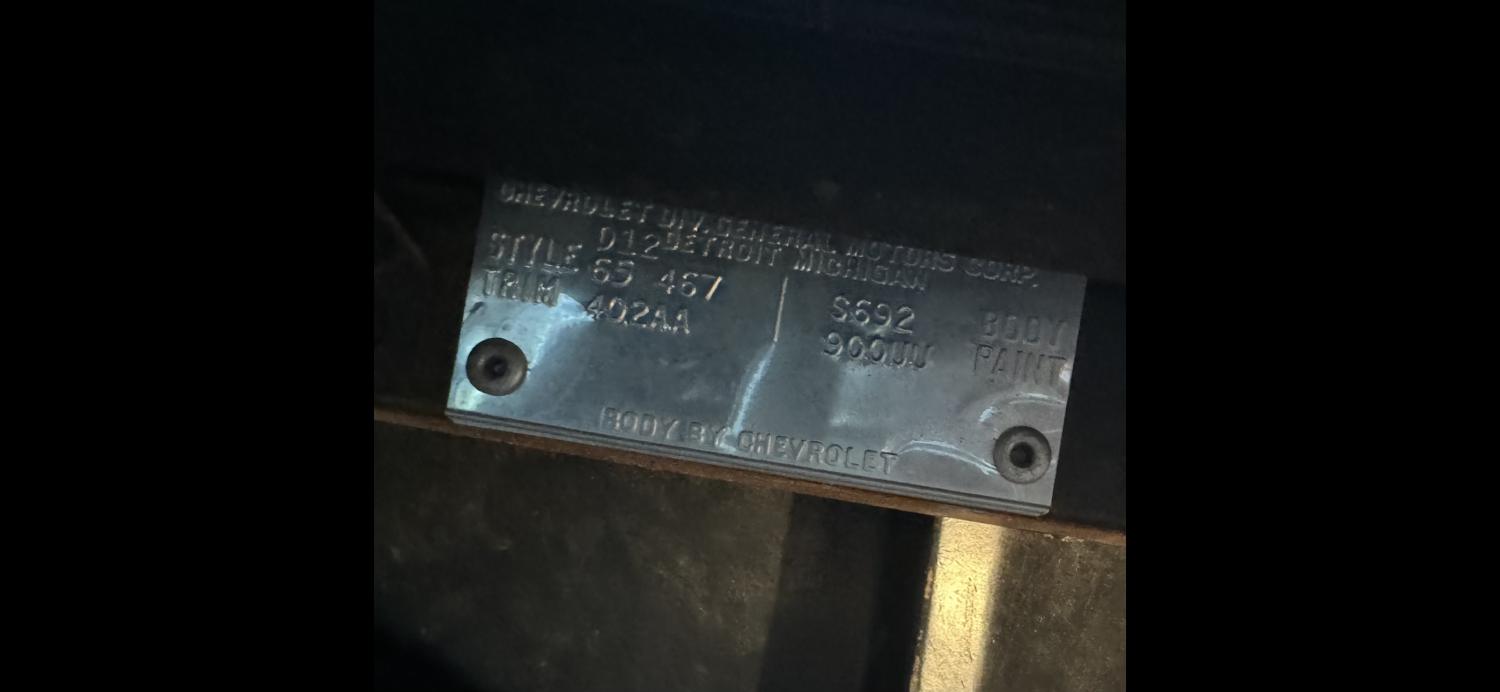 CHEVROLET DIV. GENERAL MOTORS CORP.
D12 DETROIT MICHIGAN
STYLE 65 467 S692 BODY
TRIM 402AA 900UU PAINT
BODY BY CHEVROLET